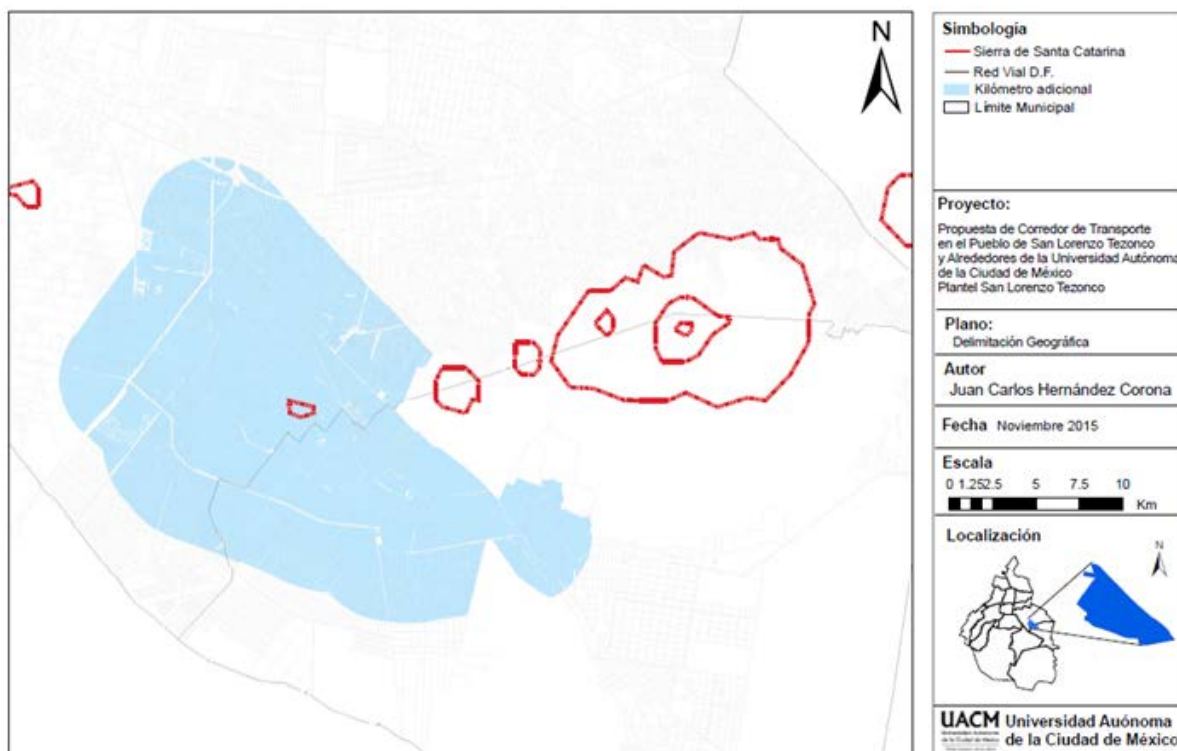 N
Simbología
Sierra de Santa Catarina
Red Vial D.F.
Kilómetro adicional
Límite Municipal
Proyecto:
Propuesta de Corredor de Transporte
en el Pueblo de San Lorenzo Tezonco
y Alrededores de la Universidad Autónoma
de la Ciudad de México
Plantel San Lorenzo Tezonco
Plano:
Delimitación Geográfica
Autor
Juan Carlos Hernández Corona
Fecha Noviembre 2015
Escala
0 1.252.5 5 7.5 10
Km
Localización
N
UACM Universidad Autónoma
de la Ciudad de México